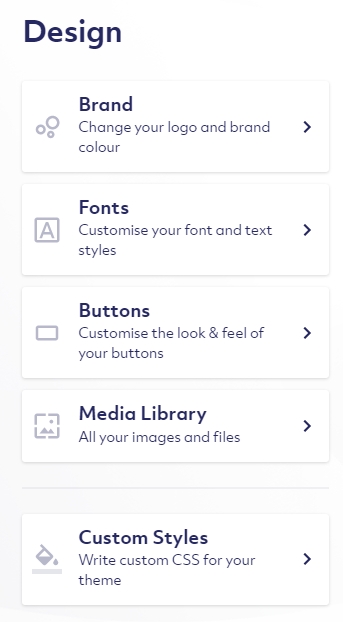 Design
Brand
Change your logo and brand
colour
Fonts
Customise your font and text
styles
Buttons
Customise the look & feel of
your buttons
Media Library
All your images and files
Custom Styles
Write custom CSS for your
theme